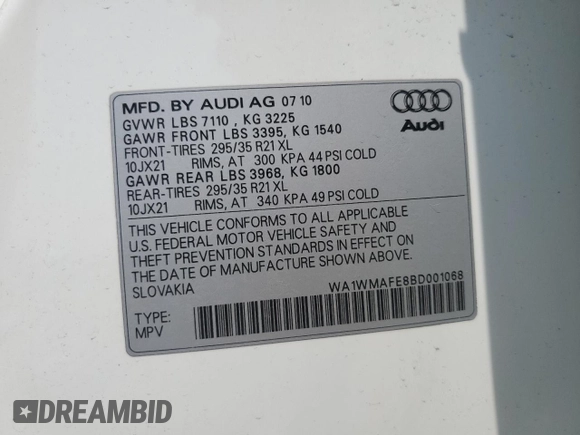 MFD. BY AUDI AG 07 10
GVWR LBS 7110 , KG 3225
GAWR FRONT LBS 3395, KG 1540
FRONT-TIRES 295/35 R21 XL
10JX21 RIMS, AT 300 KPA 44 PSI COLD
GAWR REAR LBS 3968, KG 1800
REAR-TIRES 295/35 R21 XL
10JX21 RIMS, AT 340 KPA 49 PSI COLD
Audi
THIS VEHICLE CONFORMS TO ALL APPLICABLE
U.S. FEDERAL MOTOR VEHICLE SAFETY AND
THEFT PREVENTION STANDARDS IN EFFECT ON
THE DATE OF MANUFACTURE SHOWN ABOVE.
SLOVAKIA WA1WMAFE8BD001068
TYPE:
MPV
DREAMBID